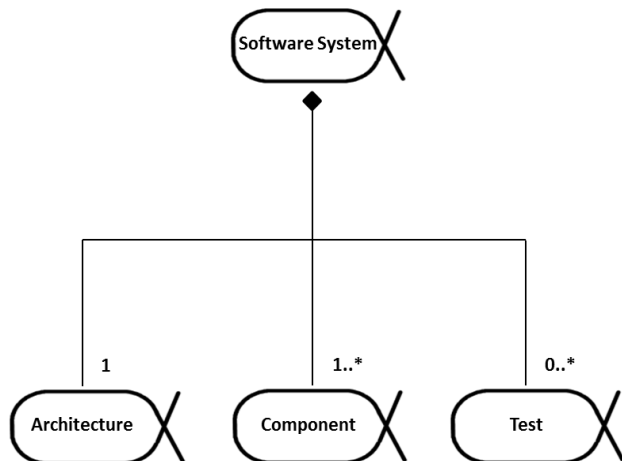 Software System
1
1..*
0..*
Architecture
Component
Test